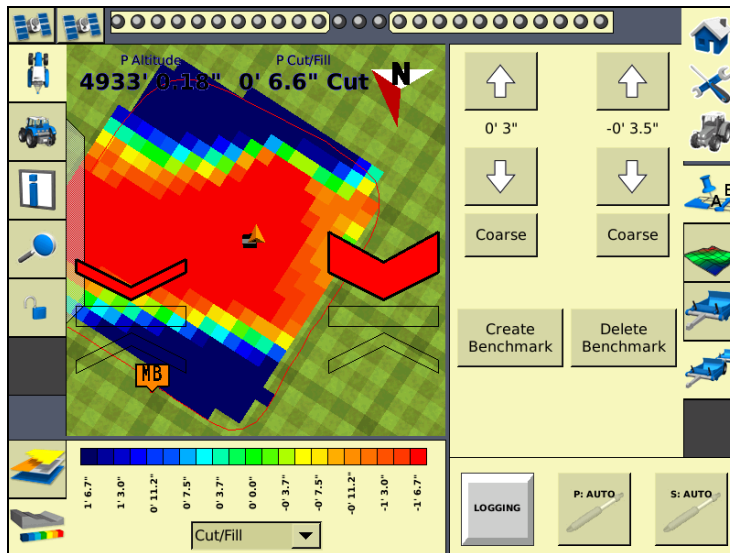 P Altitude P Cut/Fill
4933' 0.18" 0' 6.6" Cut
N
0' 3" -0' 3.5"
A B
Coarse Coarse
Create Benchmark
Delete Benchmark
MB
1' 6.7" 1' 3.0" 0' 11.2" 0' 7.5" 0' 3.7" 0' 0.0" -0' 3.7" -0' 7.5" -0' 11.2" -1' 3.0" -1' 6.7"
Cut/Fill
LOGGING P: AUTO S: AUTO